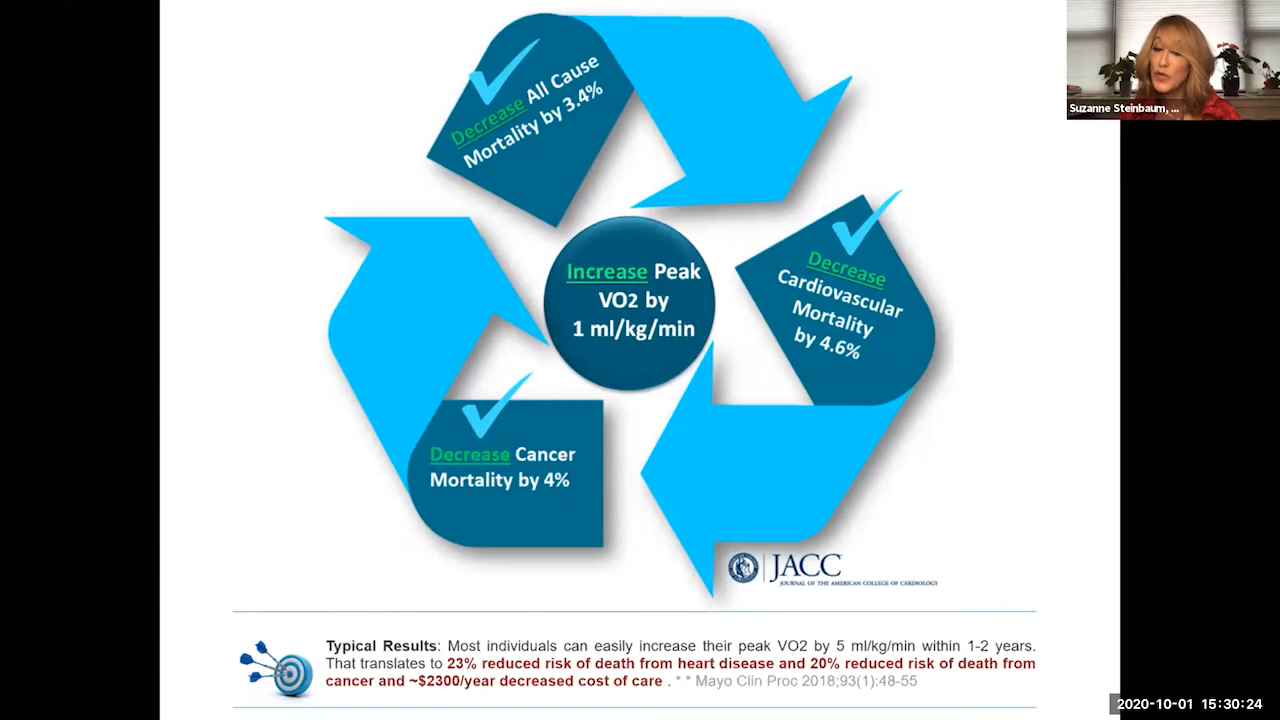 Decrease All Cause
Mortality by 3.4%
Suzanne Steinbaum, ...
Increase Peak
VO2 by
1 ml/kg/min
Decrease
Cardiovascular
Mortality
by 4.6%
Decrease Cancer
Mortality by 4%
JACC
JOURNAL OF THE AMERICAN COLLEGE OF CARDIOLOGY
Typical Results: Most individuals can easily increase their peak VO2 by 5 ml/kg/min within 1-2 years.
That translates to 23% reduced risk of death from heart disease and 20% reduced risk of death from
cancer and ~$2300/year decreased cost of care . * * Mayo Clin Proc 2018;93(1):48-55
2020-10-01 15:30:24